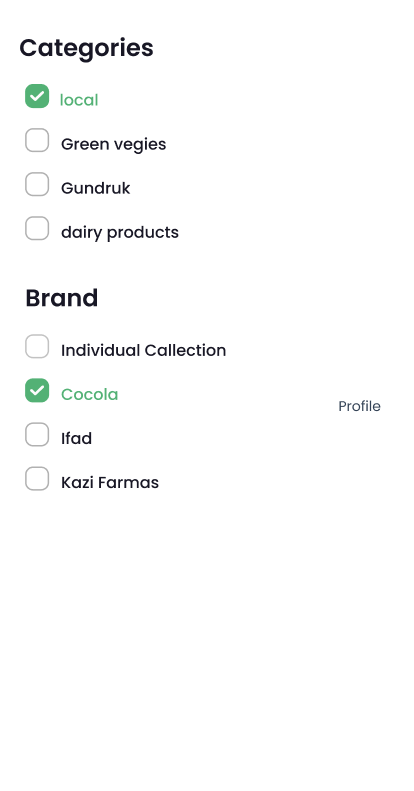 Categories
local
Green vegies
Gundruk
dairy products
Brand
Individual Callection
Cocola
Profile
Ifad
Kazi Farmas